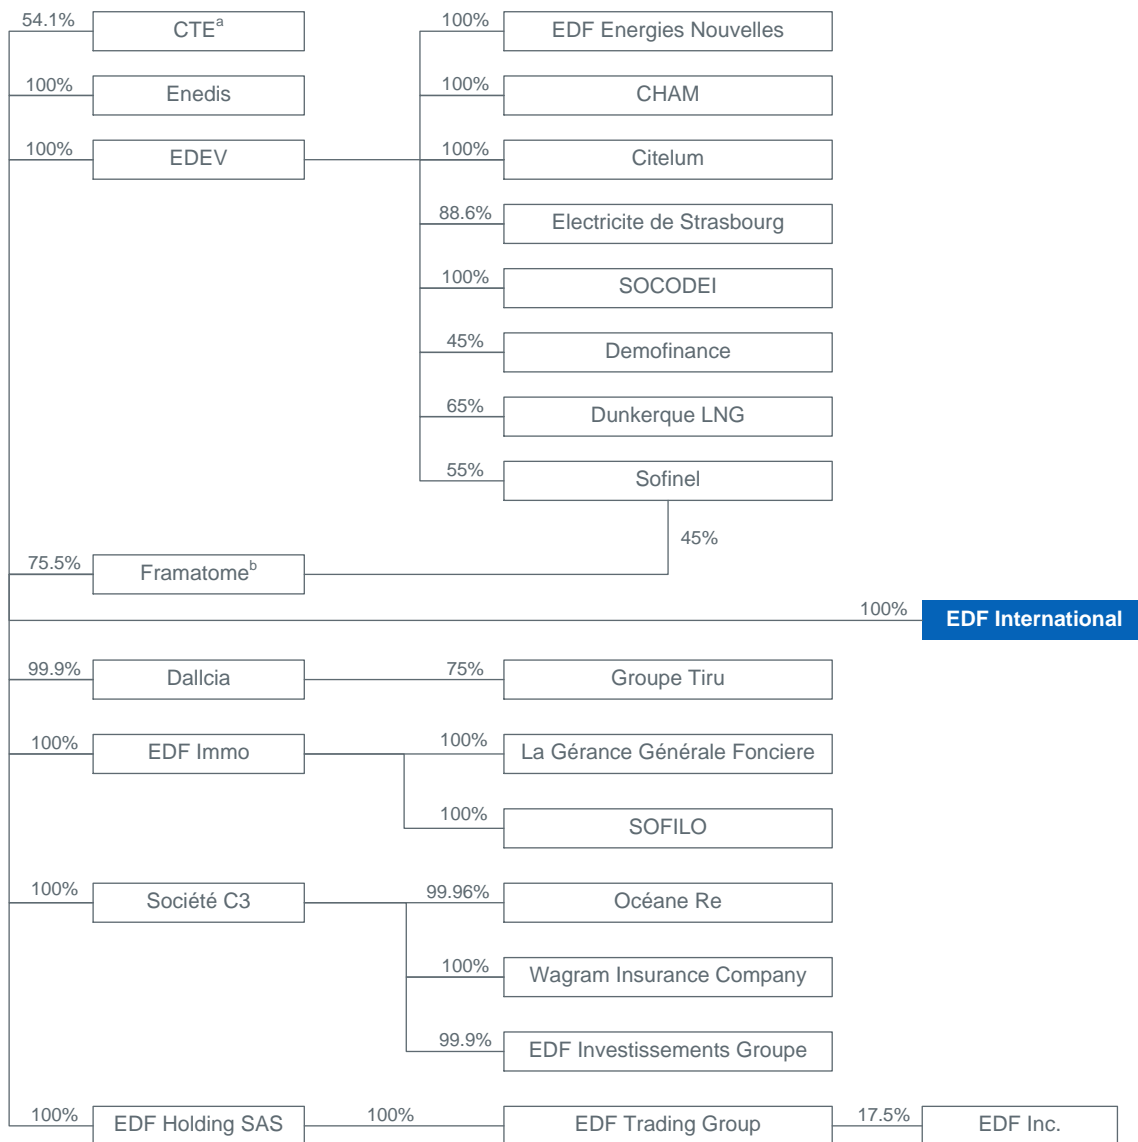 54.1% CTEa 100% EDF Energies Nouvelles
100% Enedis 100% CHAM
100% EDEV 100% Citelum
88.6% Electricite de Strasbourg
100% SOCODEI
45% Demofinance
65% Dunkerque LNG
55% Sofinel
45%
75.5% Framatomeb
100% EDF International
99.9% Dallcia 75% Groupe Tiru
100% EDF Immo 100% La Gérance Générale Fonciere
100% SOFILO
100% Société C3 99.96% Océane Re
100% Wagram Insurance Company
99.9% EDF Investissements Groupe
100% EDF Holding SAS 100% EDF Trading Group 17.5% EDF Inc.